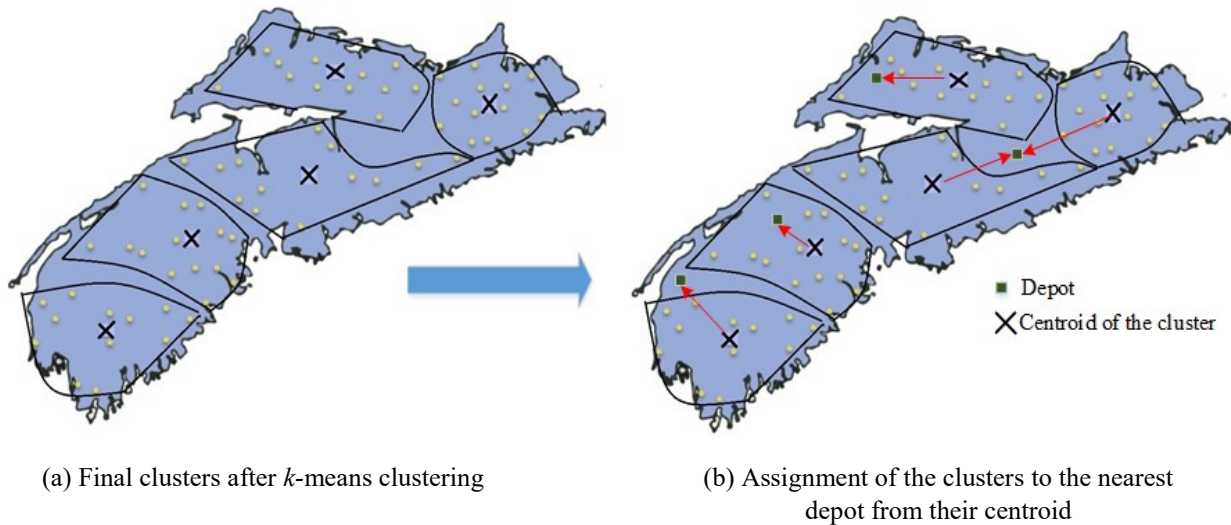 Depot
Centroid of the cluster
(a) Final clusters after k-means clustering
(b) Assignment of the clusters to the nearest
depot from their centroid